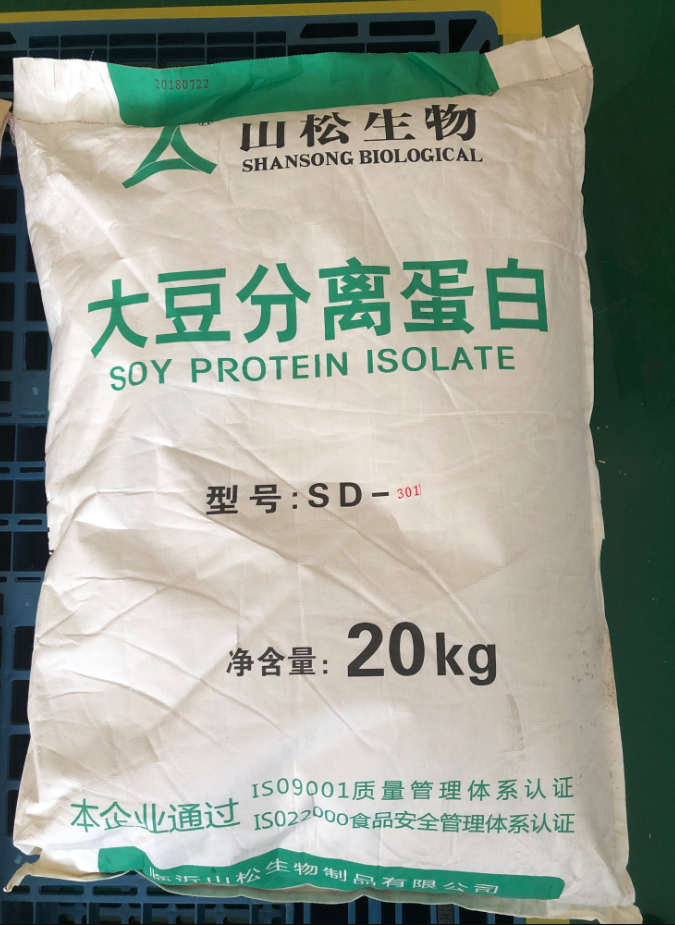 20180722
山松生物
SHANSONG BIOLOGICAL
大豆分离蛋白
SOY PROTEIN ISOLATE
型号:SD-301
净含量:20kg
本企业通过
ISO9001质量管理体系认证
ISO22000食品安全管理体系认证
临沂山松生物制品有限公司